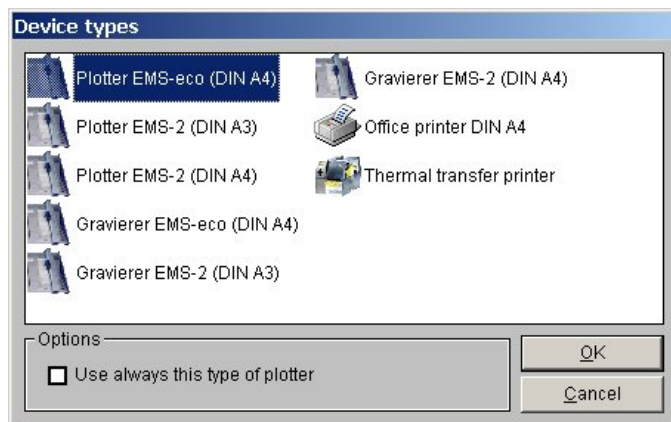 Device types
Plotter EMS-eco (DIN A4)
Plotter EMS-2 (DIN A3)
Plotter EMS-2 (DIN A4)
Gravierer EMS-eco (DIN A4)
Gravierer EMS-2 (DIN A3)
Gravierer EMS-2 (DIN A4)
Office printer DIN A4
Thermal transfer printer
Options
Use always this type of plotter
OK
Cancel